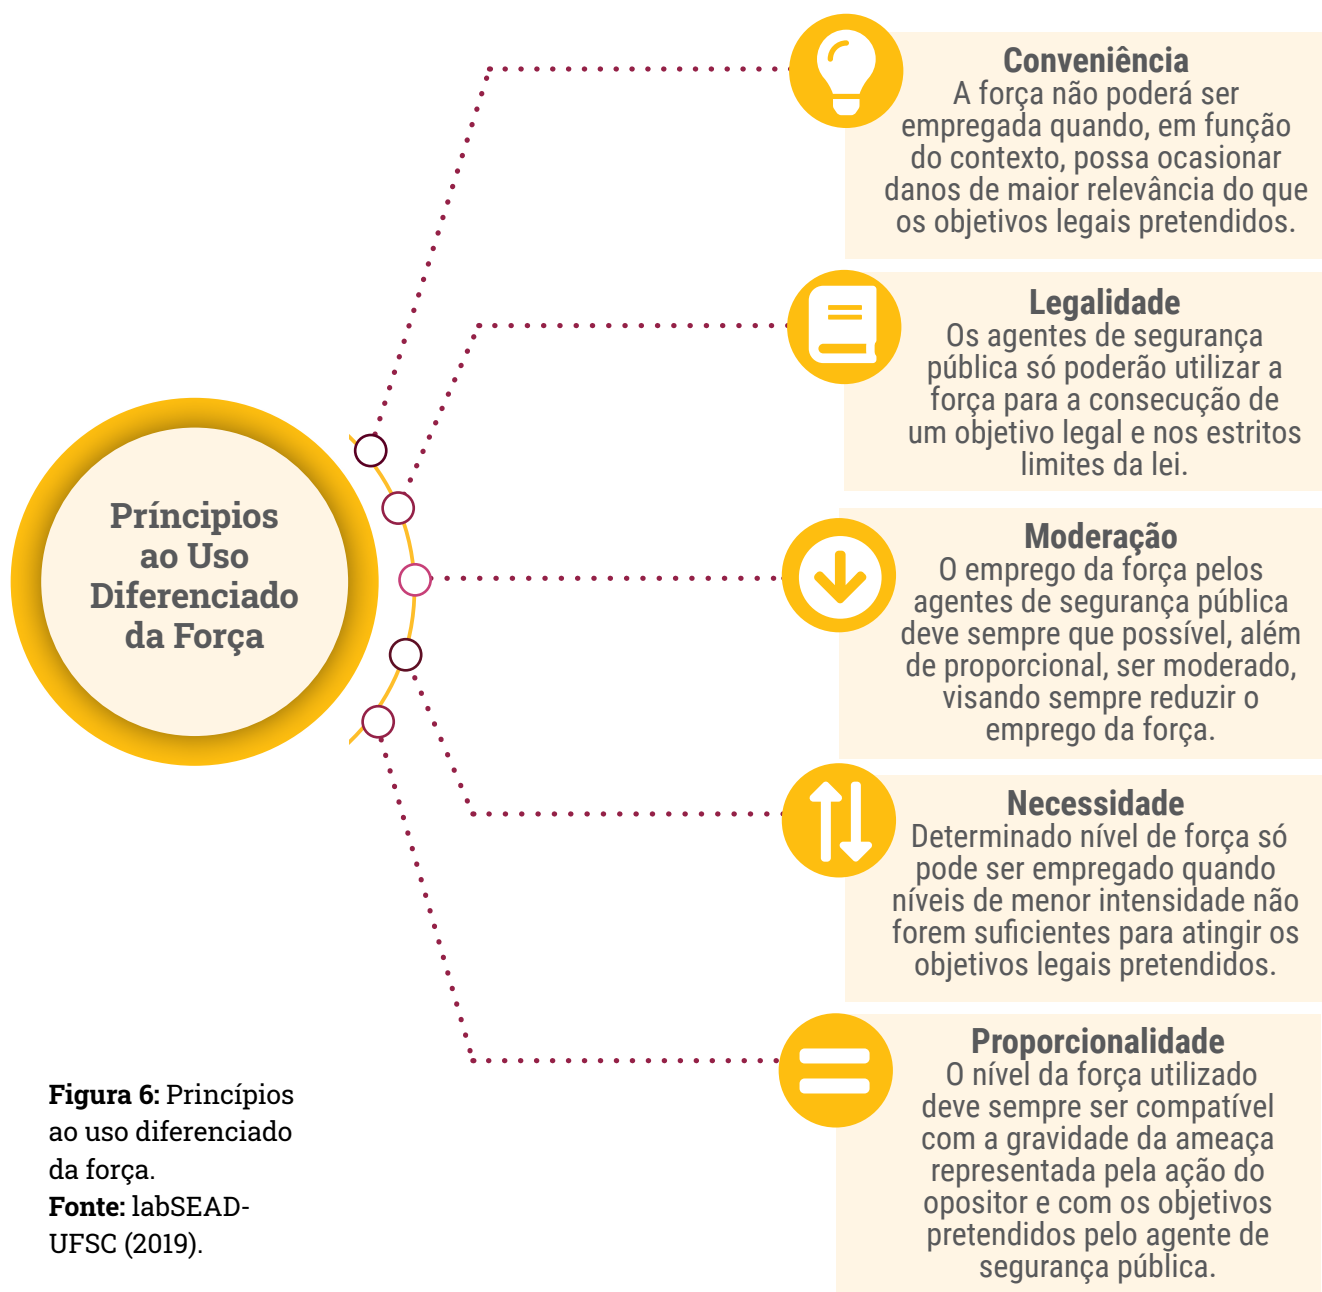 Conveniência
A força não poderá ser
empregada quando, em função
do contexto, possa ocasionar
danos de maior relevância do que
os objetivos legais pretendidos.
Legalidade
Os agentes de segurança
pública só poderão utilizar a
força para a consecução de
um objetivo legal e nos estritos
limites da lei.
Príncipios
ao Uso
Diferenciado
da Força
Moderação
O emprego da força pelos
agentes de segurança pública
deve sempre que possível, além
de proporcional, ser moderado,
visando sempre reduzir o
emprego da força.
Necessidade
Determinado nível de força só
pode ser empregado quando
níveis de menor intensidade não
forem suficientes para atingir os
objetivos legais pretendidos.
Proporcionalidade
O nível da força utilizado
deve sempre ser compatível
com a gravidade da ameaça
representada pela ação do
opositor e com os objetivos
pretendidos pelo agente de
segurança pública.
Figura 6: Princípios
ao uso diferenciado
da força.
Fonte: labSEAD-
UFSC (2019).